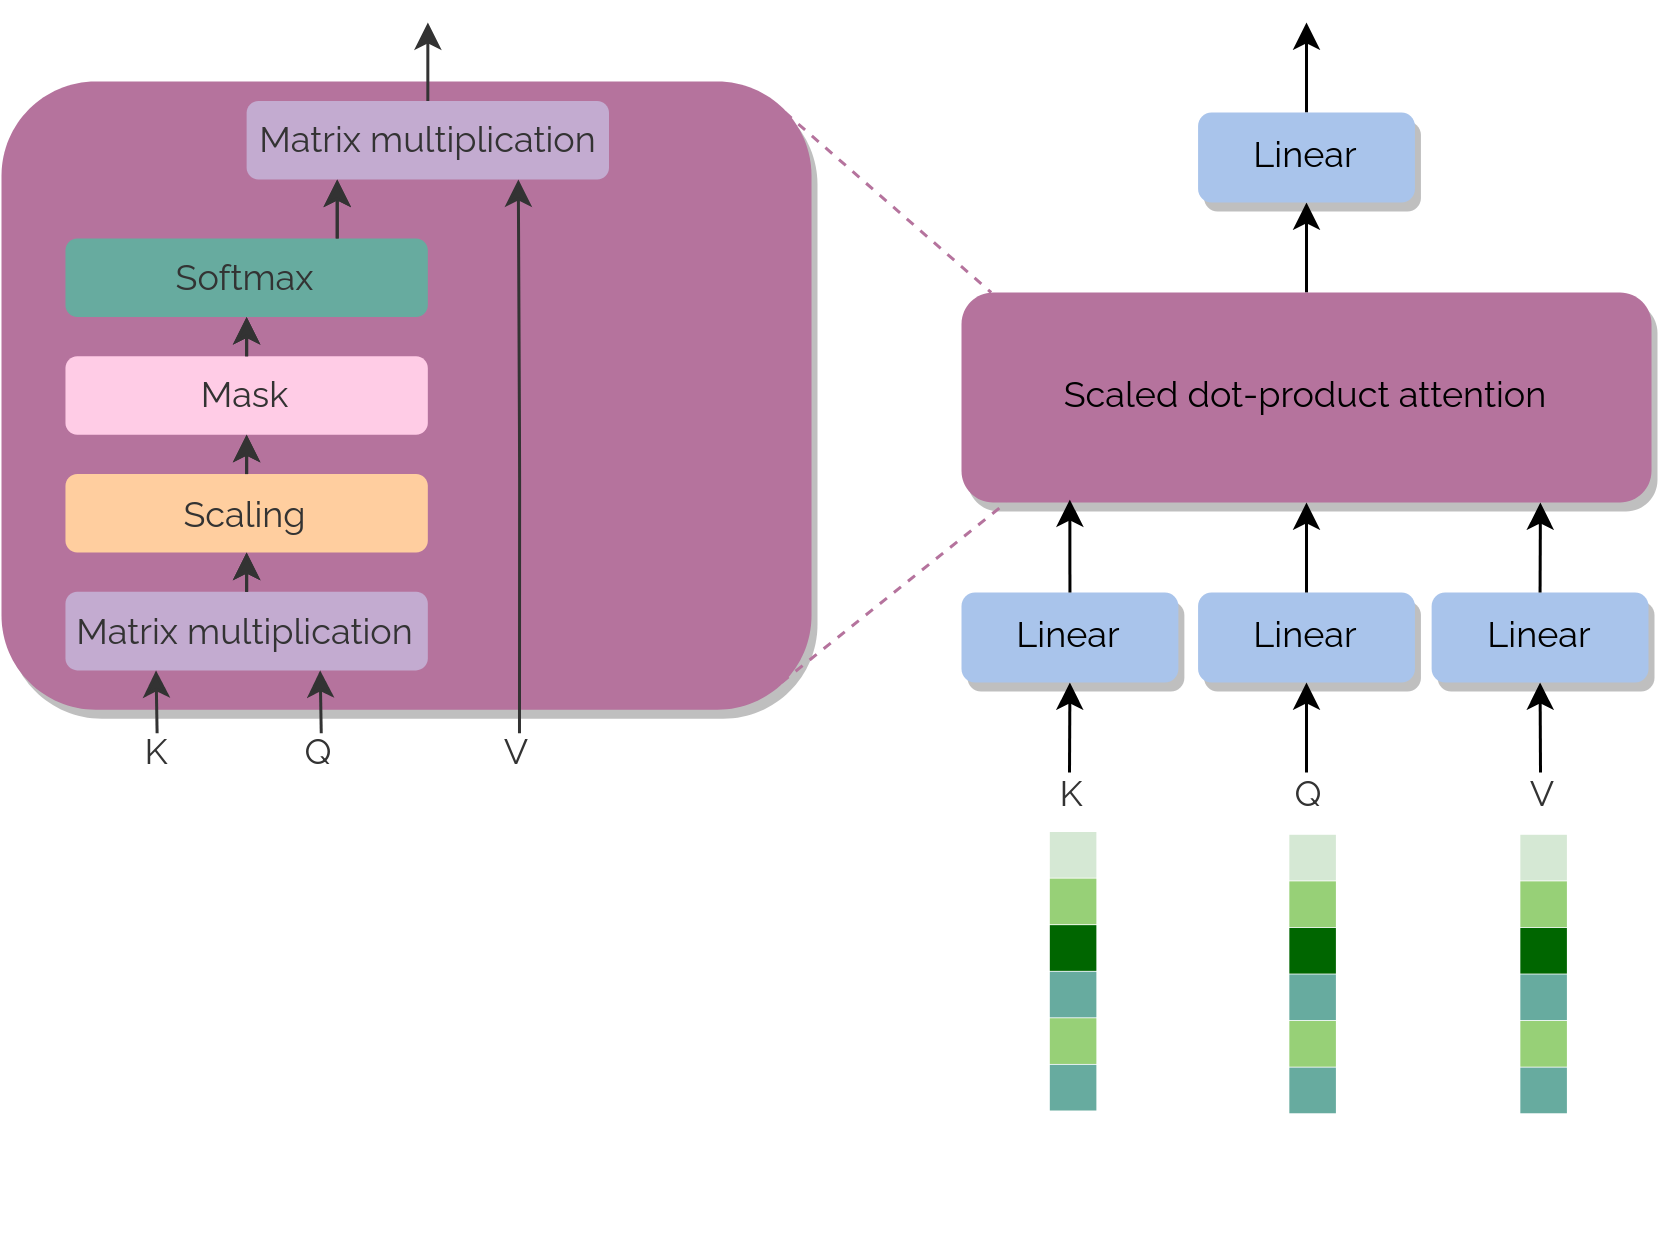 Matrix multiplication
Softmax
Mask
Scaling
Matrix multiplication
K Q V
Linear
Scaled dot-product attention
Linear Linear Linear
K Q V